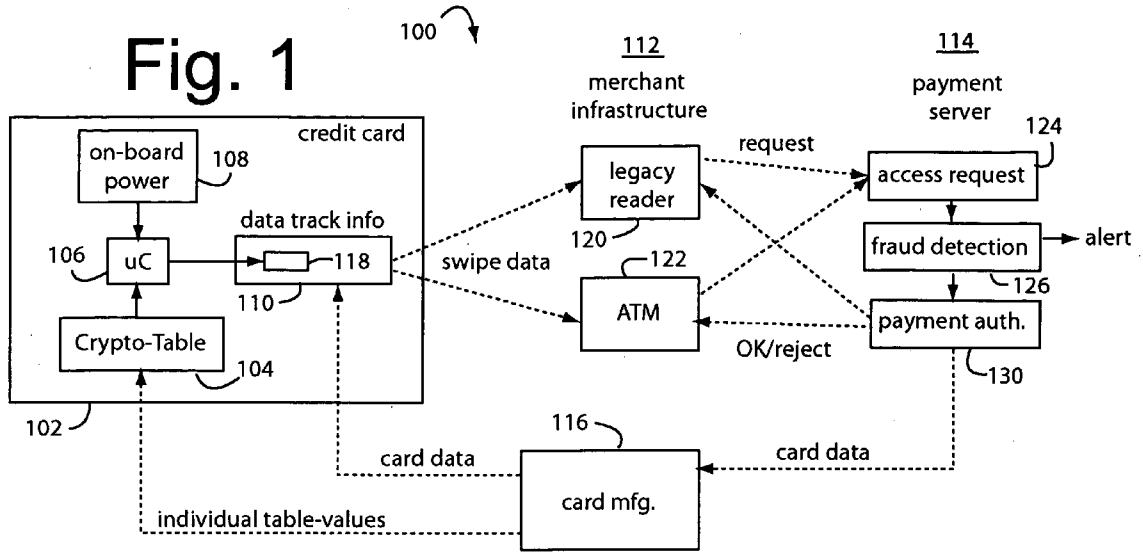 Fig. 1
100
112
merchant
infrastructure
114
payment
server
credit card
on-board
power
108
data track info
106
uC
118
110
Crypto-Table
104
102
swipe data
legacy
reader
120
122
ATM
request
124
access request
fraud detection
alert
126
payment auth.
OK/reject
130
116
card data
card data
card mfg.
individual table-values